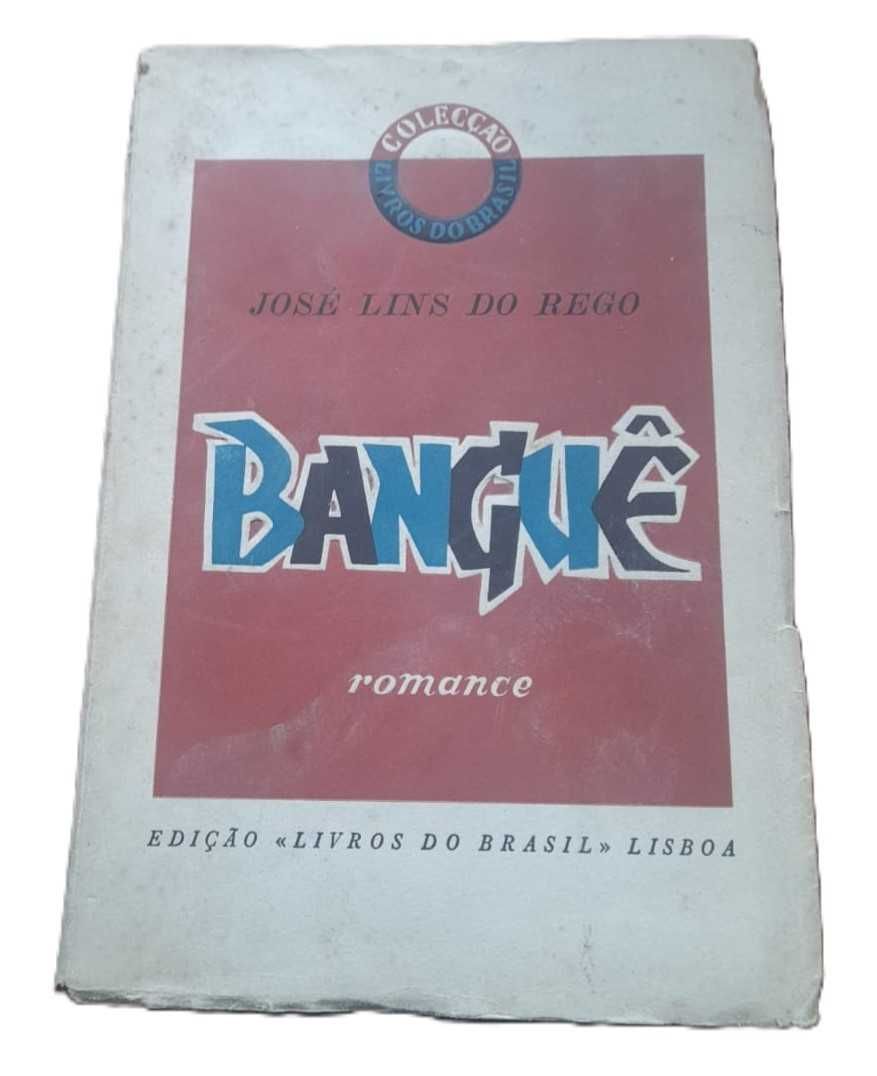 COLECÇÃO
LIVROS DO BRASIL
JOSÉ LINS DO REGO
BANGUÊ
romance
EDIÇÃO «LIVROS DO BRASIL» LISBOA